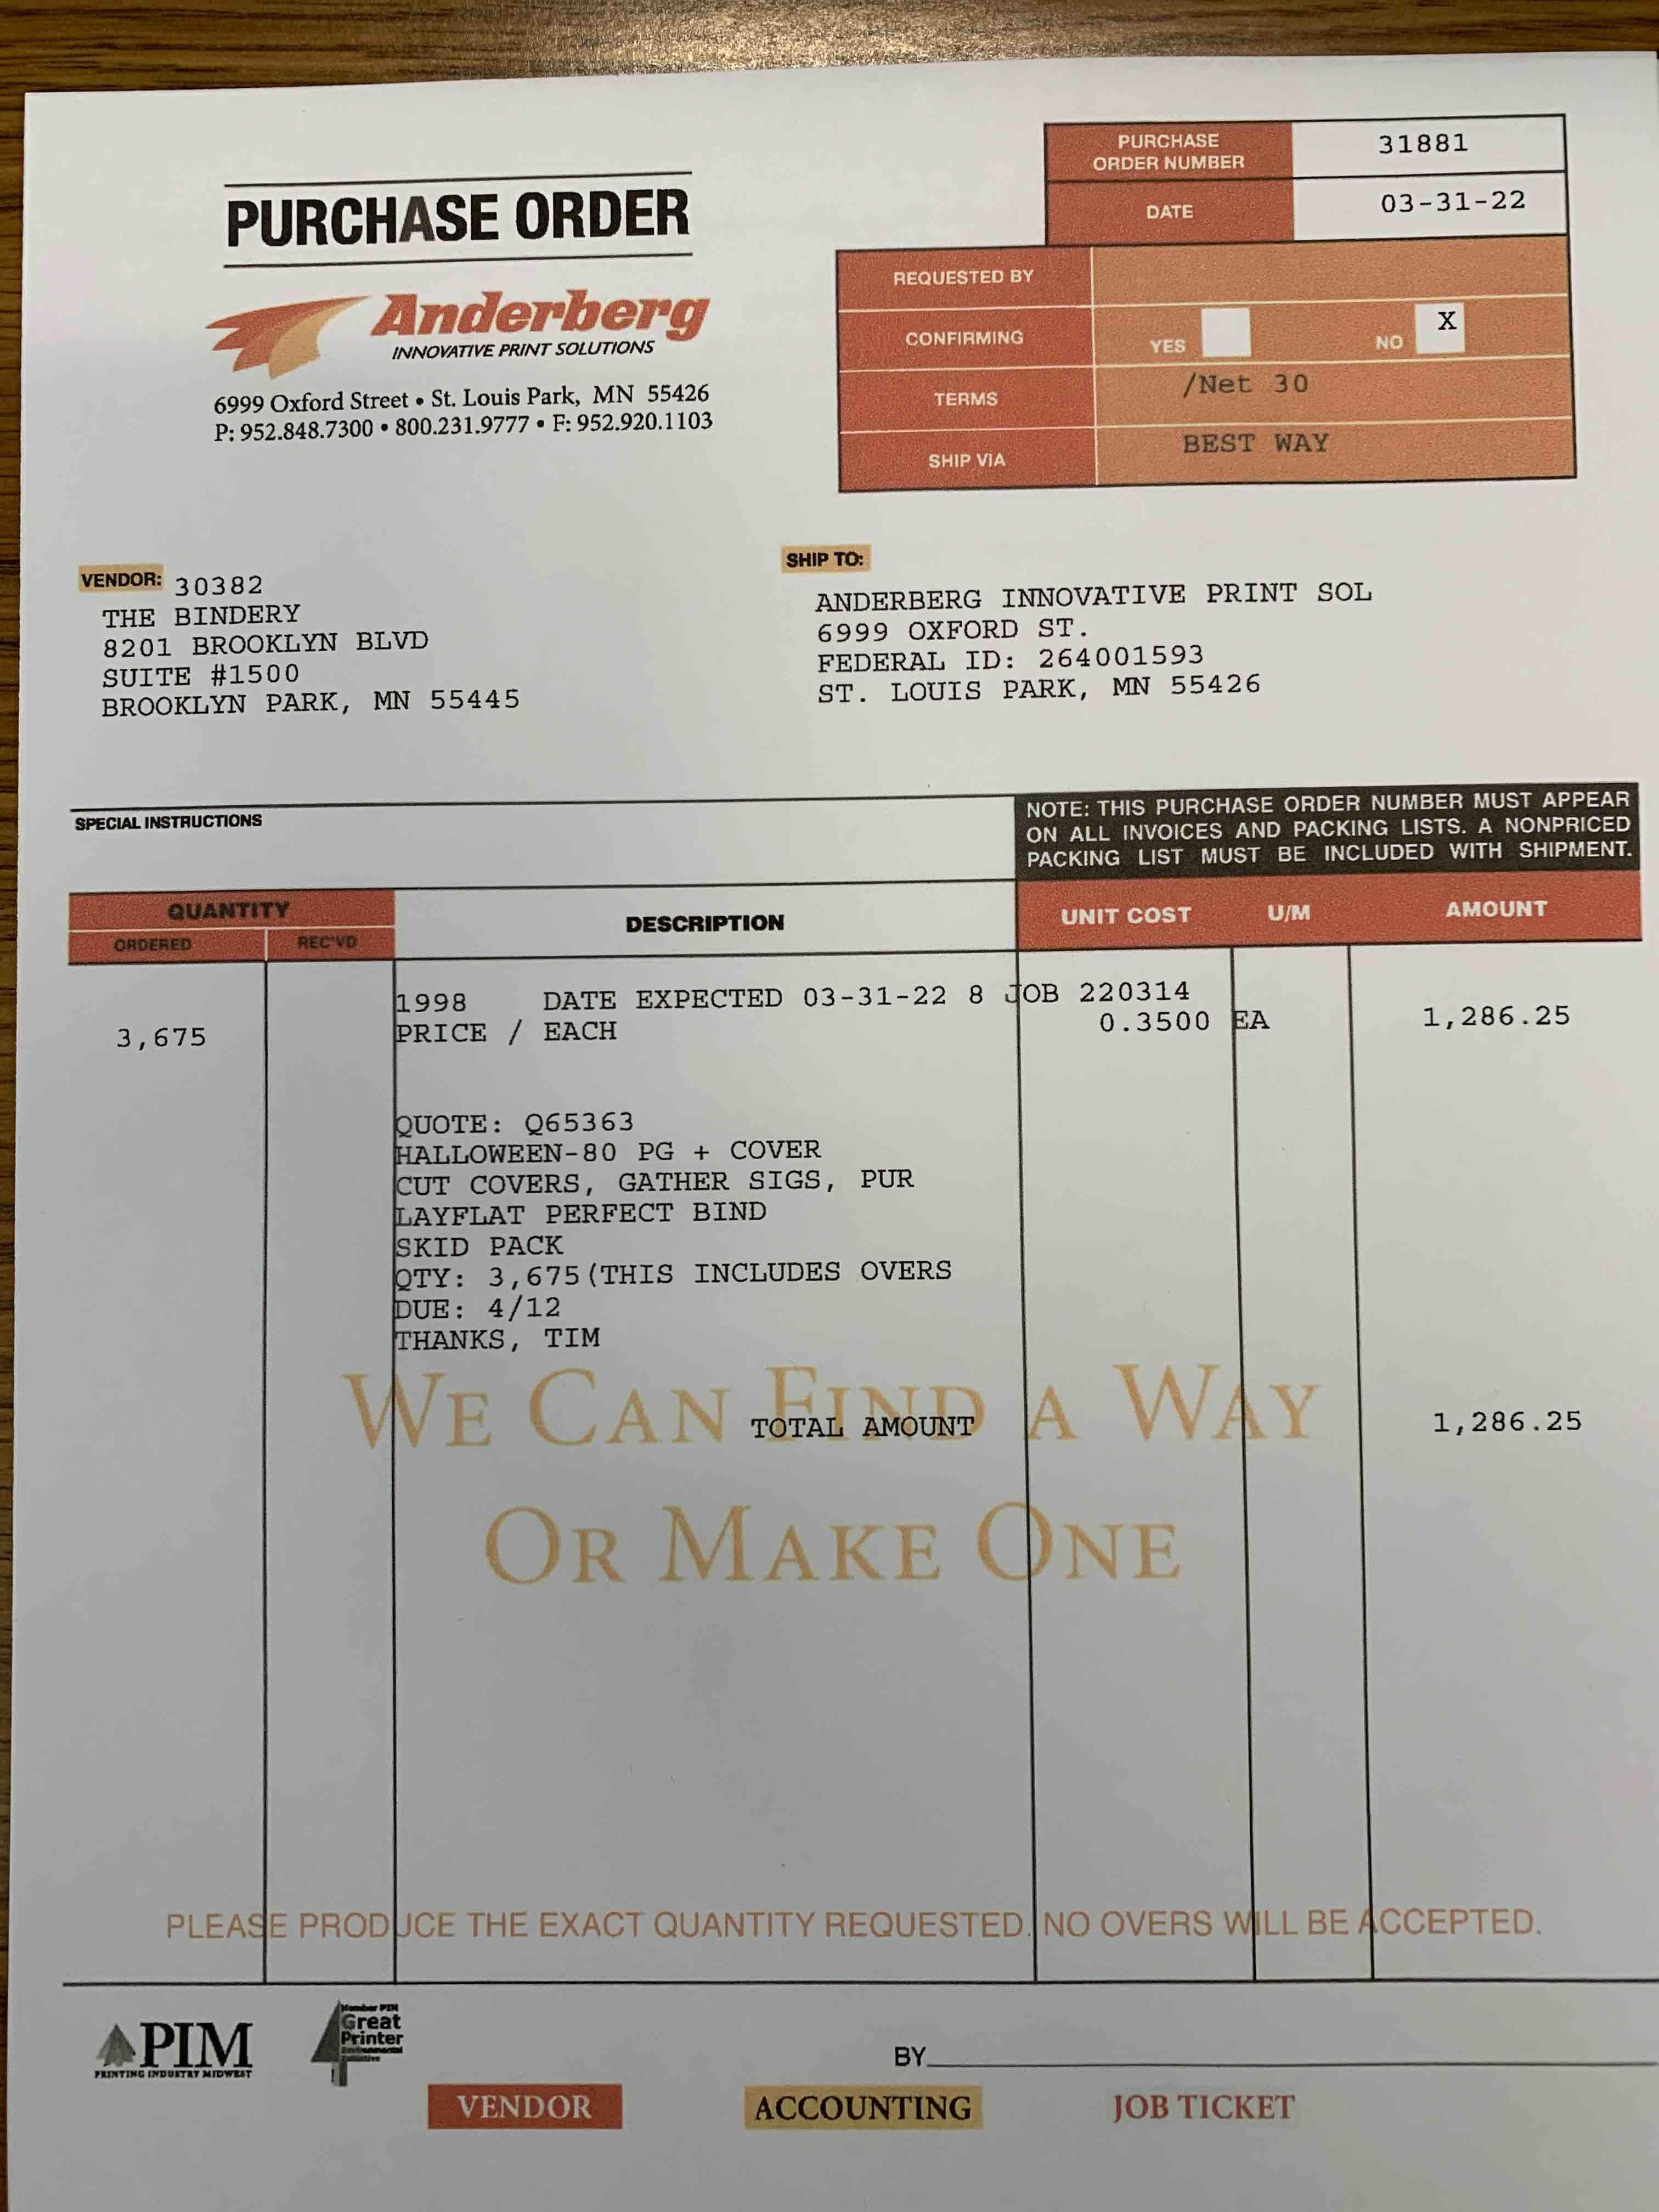 PURCHASE ORDER
Anderberg
INNOVATIVE PRINT SOLUTIONS
6999 Oxford Street • St. Louis Park, MN 55426
P: 952.848.7300 • 800.231.9777 • F: 952.920.1103
PURCHASE
ORDER NUMBER 31881
DATE 03-31-22
REQUESTED BY
CONFIRMING YES NO X
TERMS /Net 30
SHIP VIA BEST WAY
VENDOR: 30382
THE BINDERY
8201 BROOKLYN BLVD
SUITE #1500
BROOKLYN PARK, MN 55445
SHIP TO:
ANDERBERG INNOVATIVE PRINT SOL
6999 OXFORD ST.
FEDERAL ID: 264001593
ST. LOUIS PARK, MN 55426
SPECIAL INSTRUCTIONS
NOTE: THIS PURCHASE ORDER NUMBER MUST APPEAR
ON ALL INVOICES AND PACKING LISTS. A NONPRICED
PACKING LIST MUST BE INCLUDED WITH SHIPMENT.
QUANTITY
ORDERED REC'VD DESCRIPTION UNIT COST U/M AMOUNT
1998 DATE EXPECTED 03-31-22 8 JOB 220314
3,675 PRICE / EACH 0.3500 EA 1,286.25
QUOTE: Q65363
HALLOWEEN-80 PG + COVER
CUT COVERS, GATHER SIGS, PUR
LAYFLAT PERFECT BIND
SKID PACK
QTY: 3,675(THIS INCLUDES OVERS
DUE: 4/12
THANKS, TIM
WE CAN FIND A WAY
TOTAL AMOUNT 1,286.25
OR MAKE ONE
PLEASE PRODUCE THE EXACT QUANTITY REQUESTED. NO OVERS WILL BE ACCEPTED.
PIM
PRINTING INDUSTRY MIDWEST
Member PIM
Great
Printer
Environmental
Initiative
BY
VENDOR ACCOUNTING JOB TICKET